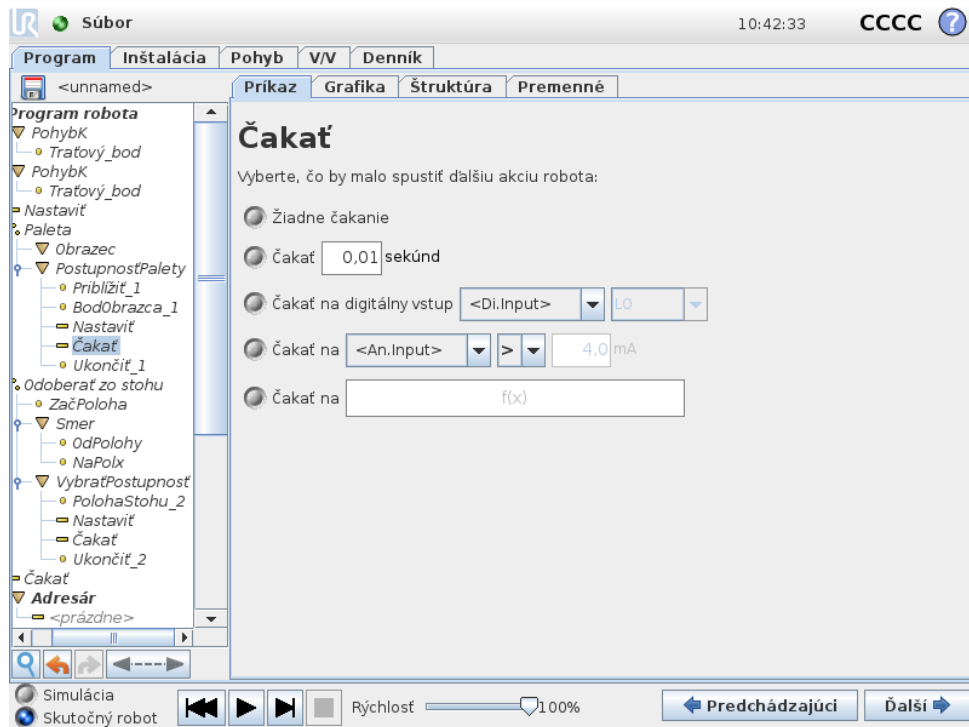 UR Súbor 10:42:33 CCCC ?
Program Inštalácia Pohyb V/V Denník
<unnamed> Príkaz Grafika Štruktúra Premenné
Program robota
PohybK
Traťový_bod
PohybK
Traťový_bod
Nastaviť
Paleta
Obrazec
PostupnosťPalety
Priblížiť_1
BodObrazca_1
Nastaviť
Čakať
Ukončiť_1
Odoberať zo stohu
ZačPoloha
Smer
OdPolohy
NaPolx
VybraťPostupnosť
PolohaStohu_2
Nastaviť
Čakať
Ukončiť_2
Čakať
Adresár
<prázdne>
Čakať
Vyberte, čo by malo spustiť ďalšiu akciu robota:
Žiadne čakanie
Čakať 0,01 sekúnd
Čakať na digitálny vstup <Di.Input> LO
Čakať na <An.Input> > 4,0 mA
Čakať na f(x)
Simulácia
Skutočný robot
Rýchlosť 100%
Predchádzajúci Ďalší